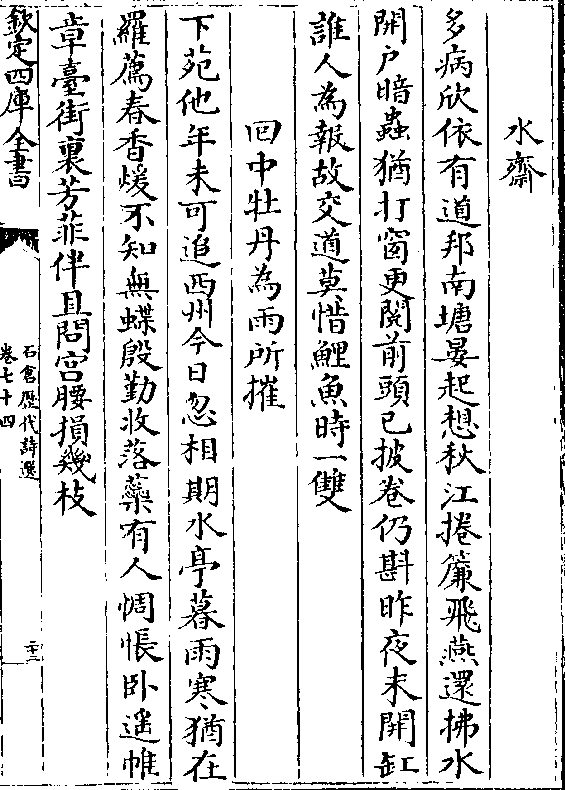 水齋
多病欣依有道邦南塘晏起想秋江捲簾飛燕還拂水
開户暗蟲猶打窗更閱前頭已披卷仍斟昨夜未開缸
誰人為報故交道莫惜鯉魚時一雙
回中牡丹為雨所摧
下苑他年未可追西州今日忽相期水亭暮雨寒猶在
羅薦春香煖不知無蝶殷勤收落蘂有人惆悵卧遥帷
章臺街裏芳菲伴且問宫腰損幾枝
欽定四庫全書
石倉歷代詩選
卷七十四
二十二